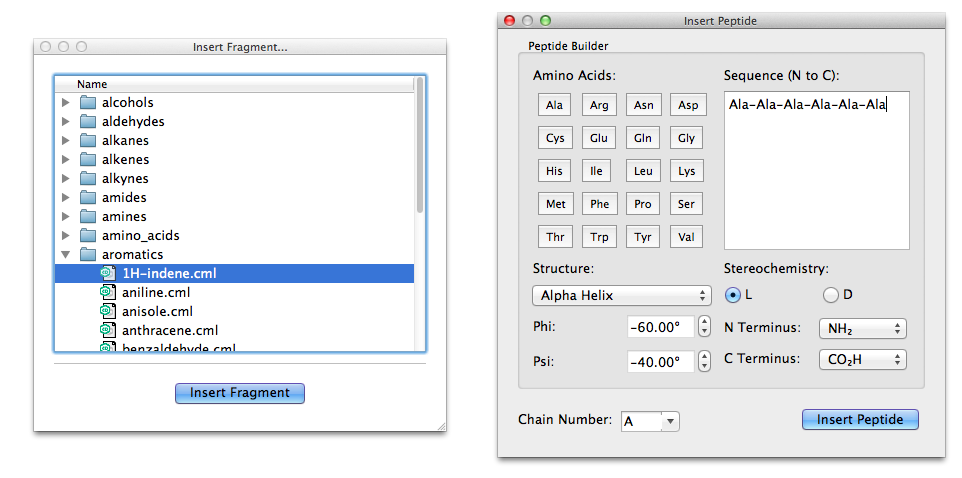 Insert Fragment...
Name
alcohols
aldehydes
alkanes
alkenes
alkynes
amides
amines
amino_acids
aromatics
1H-indene.cml
aniline.cml
anisole.cml
anthracene.cml
benzaldehyde.cml
Insert Fragment
Insert Peptide
Peptide Builder
Amino Acids:
Ala Arg Asn Asp
Cys Glu Gln Gly
His Ile Leu Lys
Met Phe Pro Ser
Thr Trp Tyr Val
Sequence (N to C):
Ala-Ala-Ala-Ala-Ala-Ala
Structure:
Alpha Helix
Phi: -60.00°
Psi: -40.00°
Stereochemistry:
L D
N Terminus: NH₂
C Terminus: CO₂H
Chain Number: A
Insert Peptide